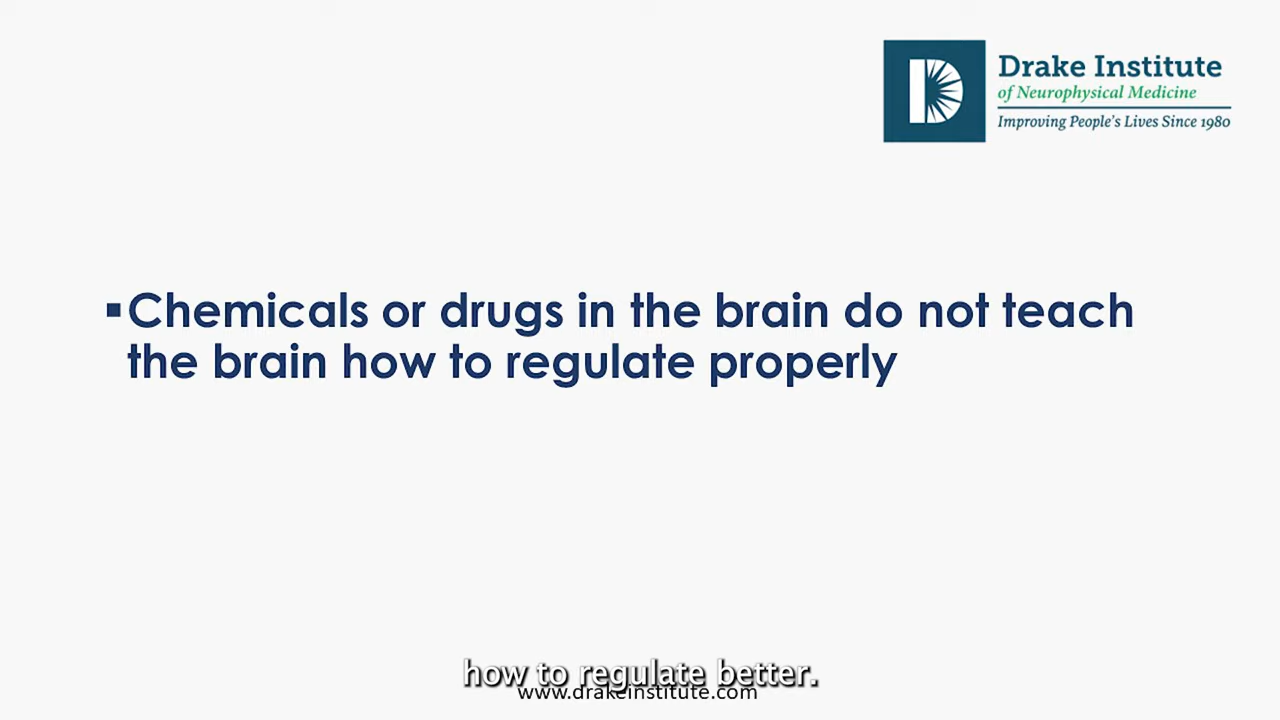 Drake Institute
of Neurophysical Medicine
Improving People's Lives Since 1980
▪Chemicals or drugs in the brain do not teach
the brain how to regulate properly
how to regulate better.
www.drakeinstitute.com